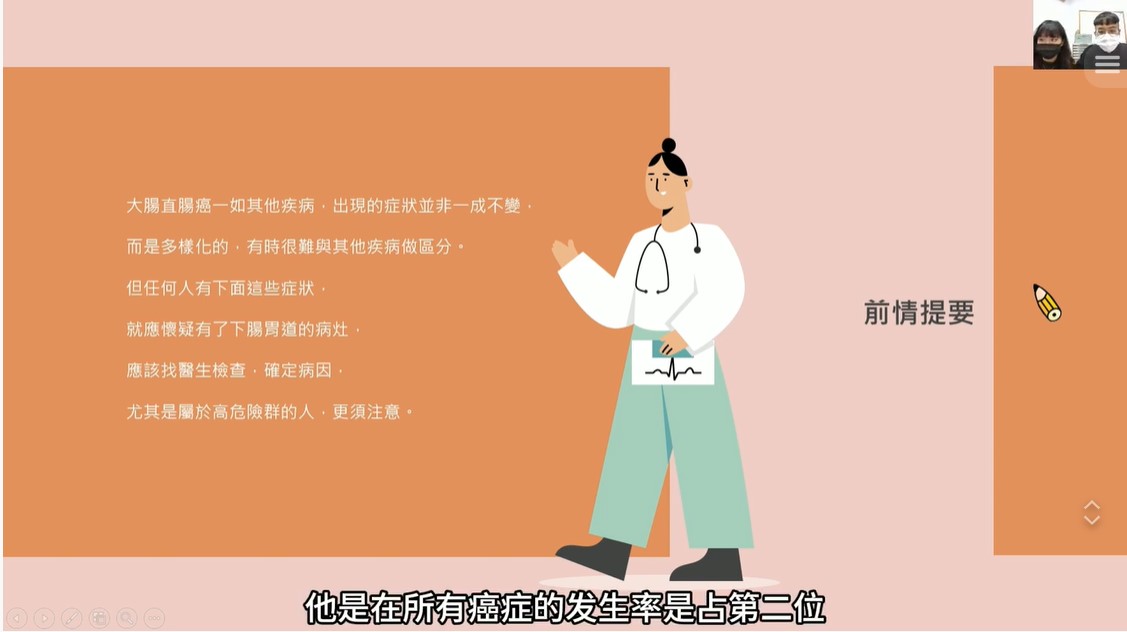 大腸直腸癌一如其他疾病，出現的症狀並非一成不變，
而是多樣化的，有時很難與其他疾病做區分。
但任何人有下面這些症狀，
就應懷疑有了下腸胃道的病灶，
應該找醫生檢查，確定病因，
尤其是屬於高危險群的人，更須注意。
前情提要
他是在所有癌症的发生率是占第二位